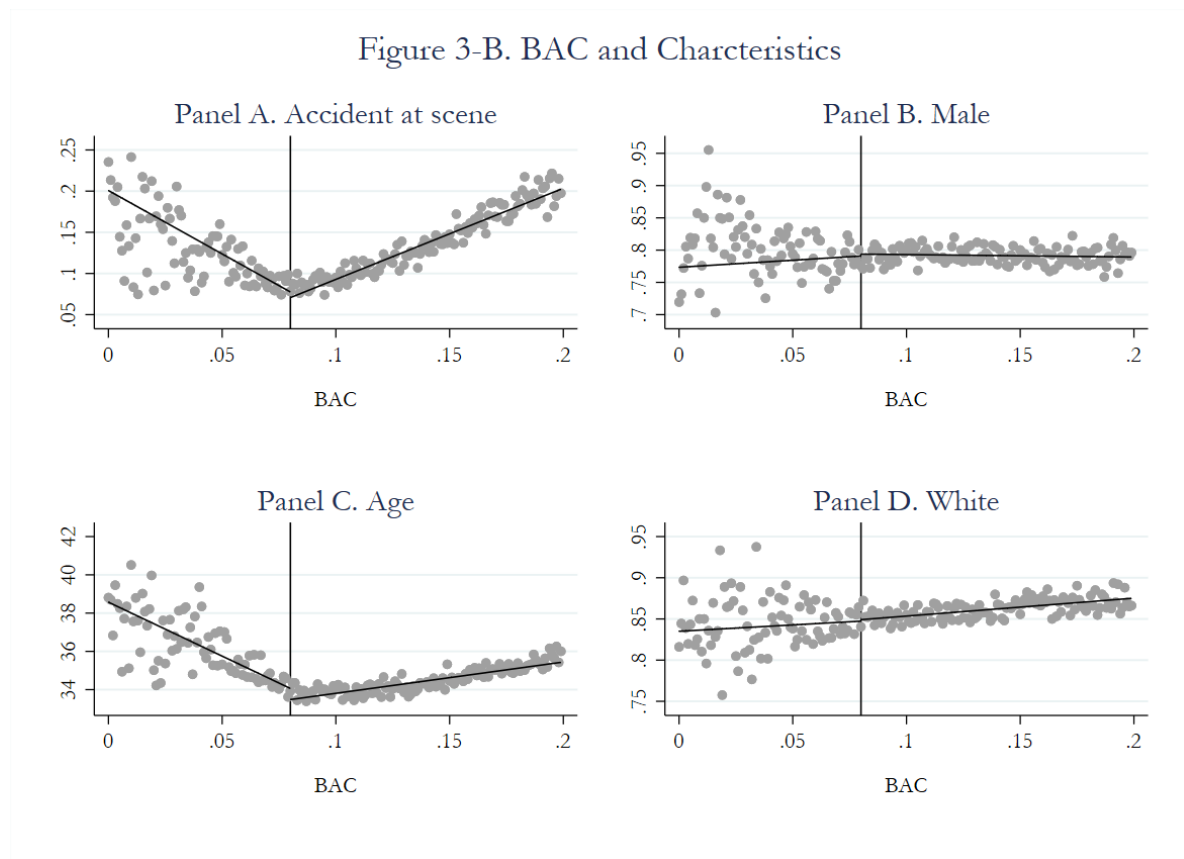 Figure 3-B. BAC and Charcteristics
Panel A. Accident at scene
.25
.2
.15
.1
.05
0 .05 .1 .15 .2
BAC
Panel B. Male
.95
.9
.85
.8
.75
.7
0 .05 .1 .15 .2
BAC
Panel C. Age
42
40
38
36
34
0 .05 .1 .15 .2
BAC
Panel D. White
.95
.9
.85
.8
.75
0 .05 .1 .15 .2
BAC